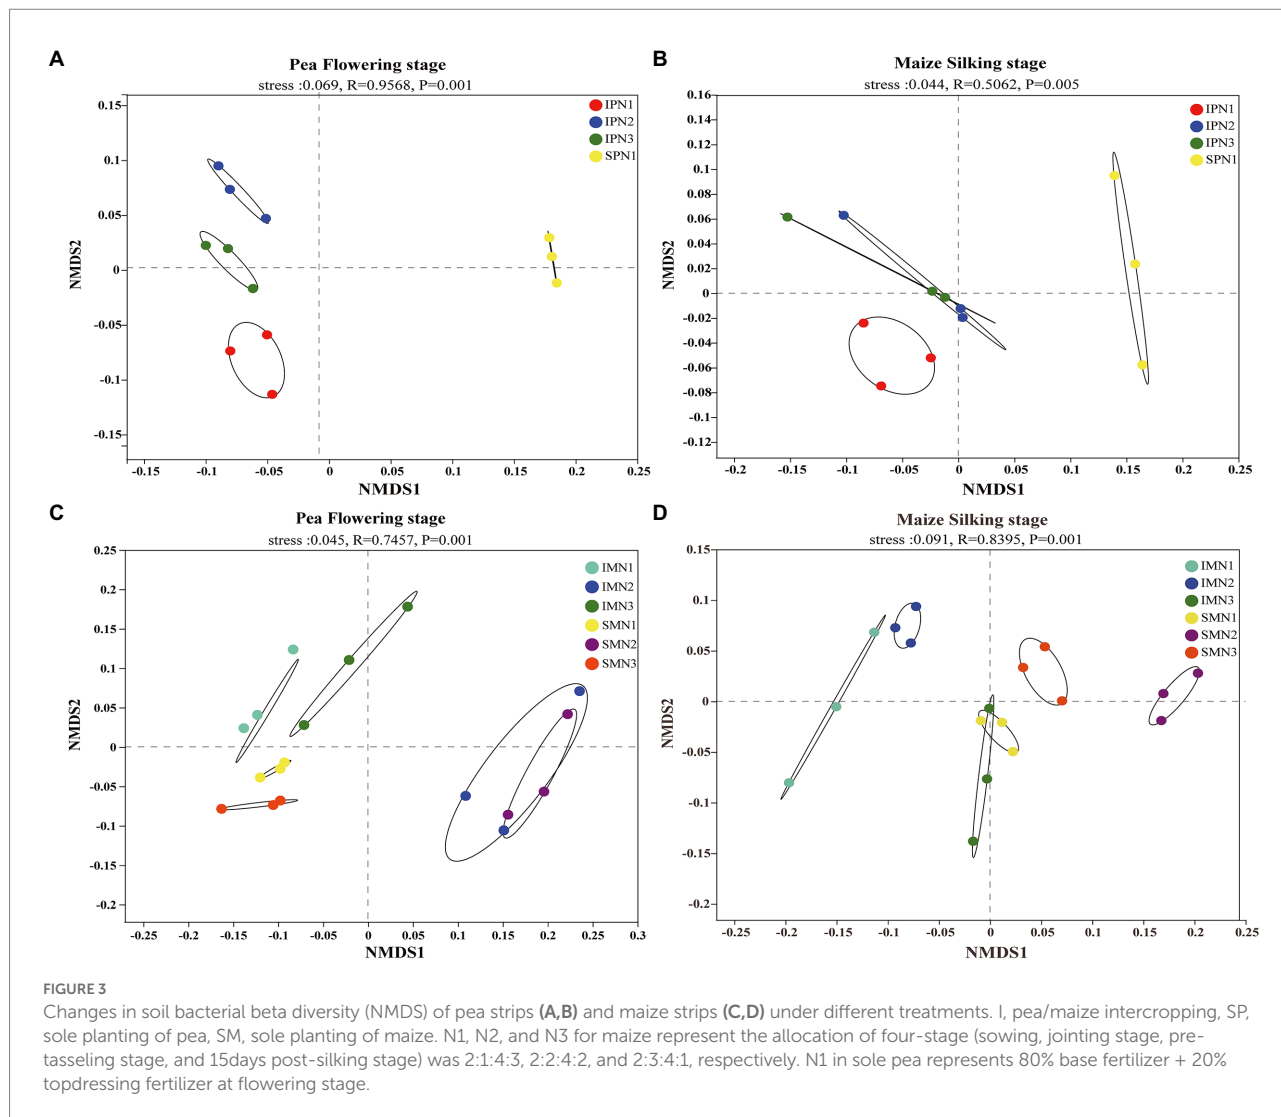 A
Pea Flowering stage
stress :0.069, R=0.9568, P=0.001
0.15
0.1
0.05
0
-0.05
-0.1
-0.15
NMDS2
IPN1
IPN2
IPN3
SPN1
-0.15
-0.1
-0.05
0
0.05
0.1
0.15
0.2
0.25
NMDS1
B
Maize Silking stage
stress :0.044, R=0.5062, P=0.005
0.16
0.12
0.1
0.08
0.06
0.04
0.02
0
-0.02
-0.04
-0.06
-0.08
-0.1
-0.12
NMDS2
IPN1
IPN2
IPN3
SPN1
-0.2
-0.15
-0.1
-0.05
0
0.05
0.1
0.15
0.2
0.25
NMDS1
C
Pea Flowering stage
stress :0.045, R=0.7457, P=0.001
0.25
0.2
0.15
0.1
0.05
0
-0.05
-0.1
-0.15
-0.2
NMDS2
IMN1
IMN2
IMN3
SMN1
SMN2
SMN3
-0.25
-0.2
-0.15
-0.1
-0.05
0
0.05
0.1
0.15
0.2
0.25
0.3
NMDS1
D
Maize Silking stage
stress :0.091, R=0.8395, P=0.001
0.15
0.1
0.05
0
-0.05
-0.1
-0.15
-0.2
NMDS2
IMN1
IMN2
IMN3
SMN1
SMN2
SMN3
-0.25
-0.2
-0.15
-0.1
-0.05
0
0.05
0.1
0.15
0.2
0.25
NMDS1
FIGURE 3
Changes in soil bacterial beta diversity (NMDS) of pea strips (A,B) and maize strips (C,D) under different treatments. I, pea/maize intercropping, SP,
sole planting of pea, SM, sole planting of maize. N1, N2, and N3 for maize represent the allocation of four-stage (sowing, jointing stage, pre-
tasseling stage, and 15days post-silking stage) was 2:1:4:3, 2:2:4:2, and 2:3:4:1, respectively. N1 in sole pea represents 80% base fertilizer + 20%
topdressing fertilizer at flowering stage.